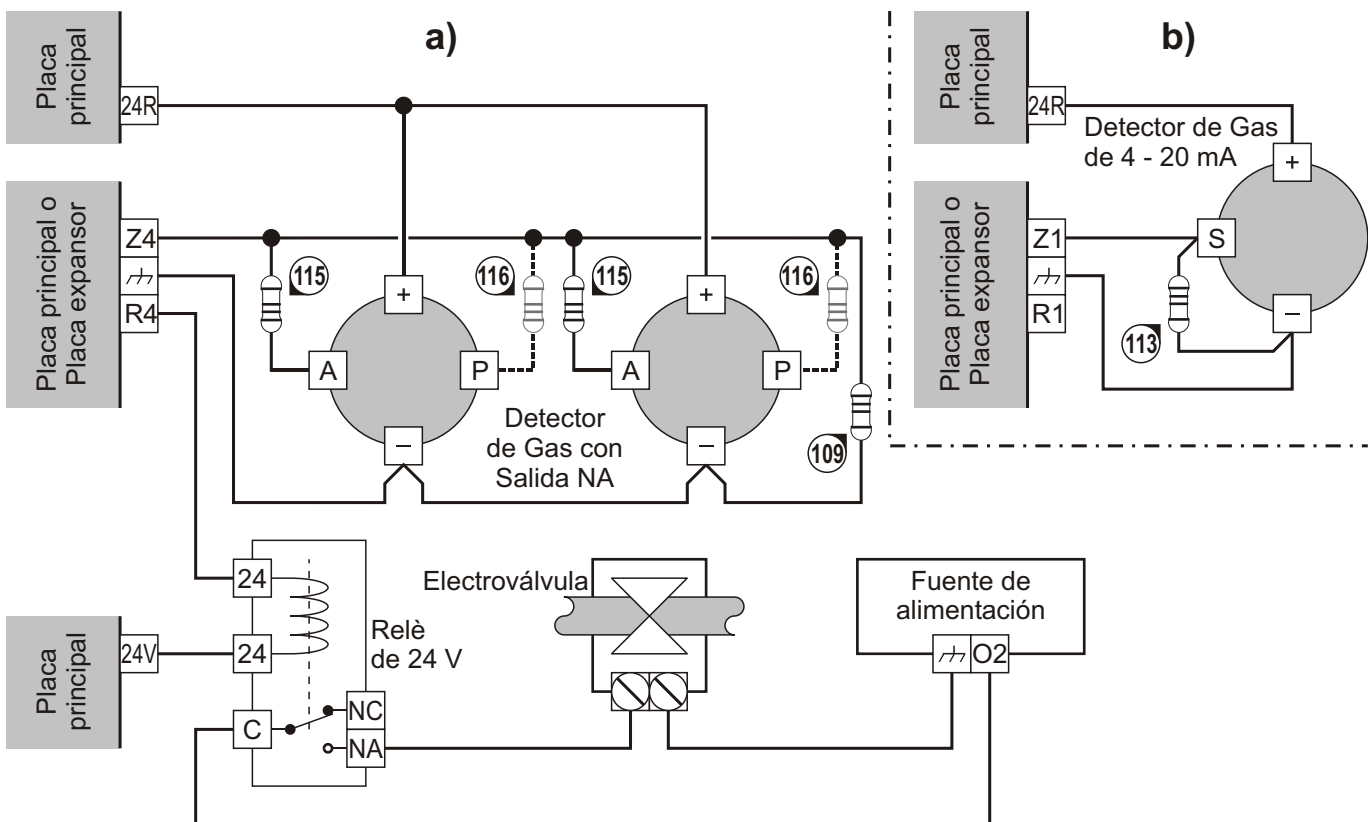 a)
Placa
principal
24R
Placa principal o
Placa expansor
Z4
R4
115
116
115
116
+
+
A
P
A
P
–
–
Detector
de Gas con
Salida NA
109
b)
Placa
principal
24R
Detector de Gas
de 4 - 20 mA
+
Placa principal o
Placa expansor
Z1
R1
S
–
113
Placa
principal
24V
24
24
Relè
de 24 V
C
NC
NA
Electroválvula
Fuente de
alimentación
O2